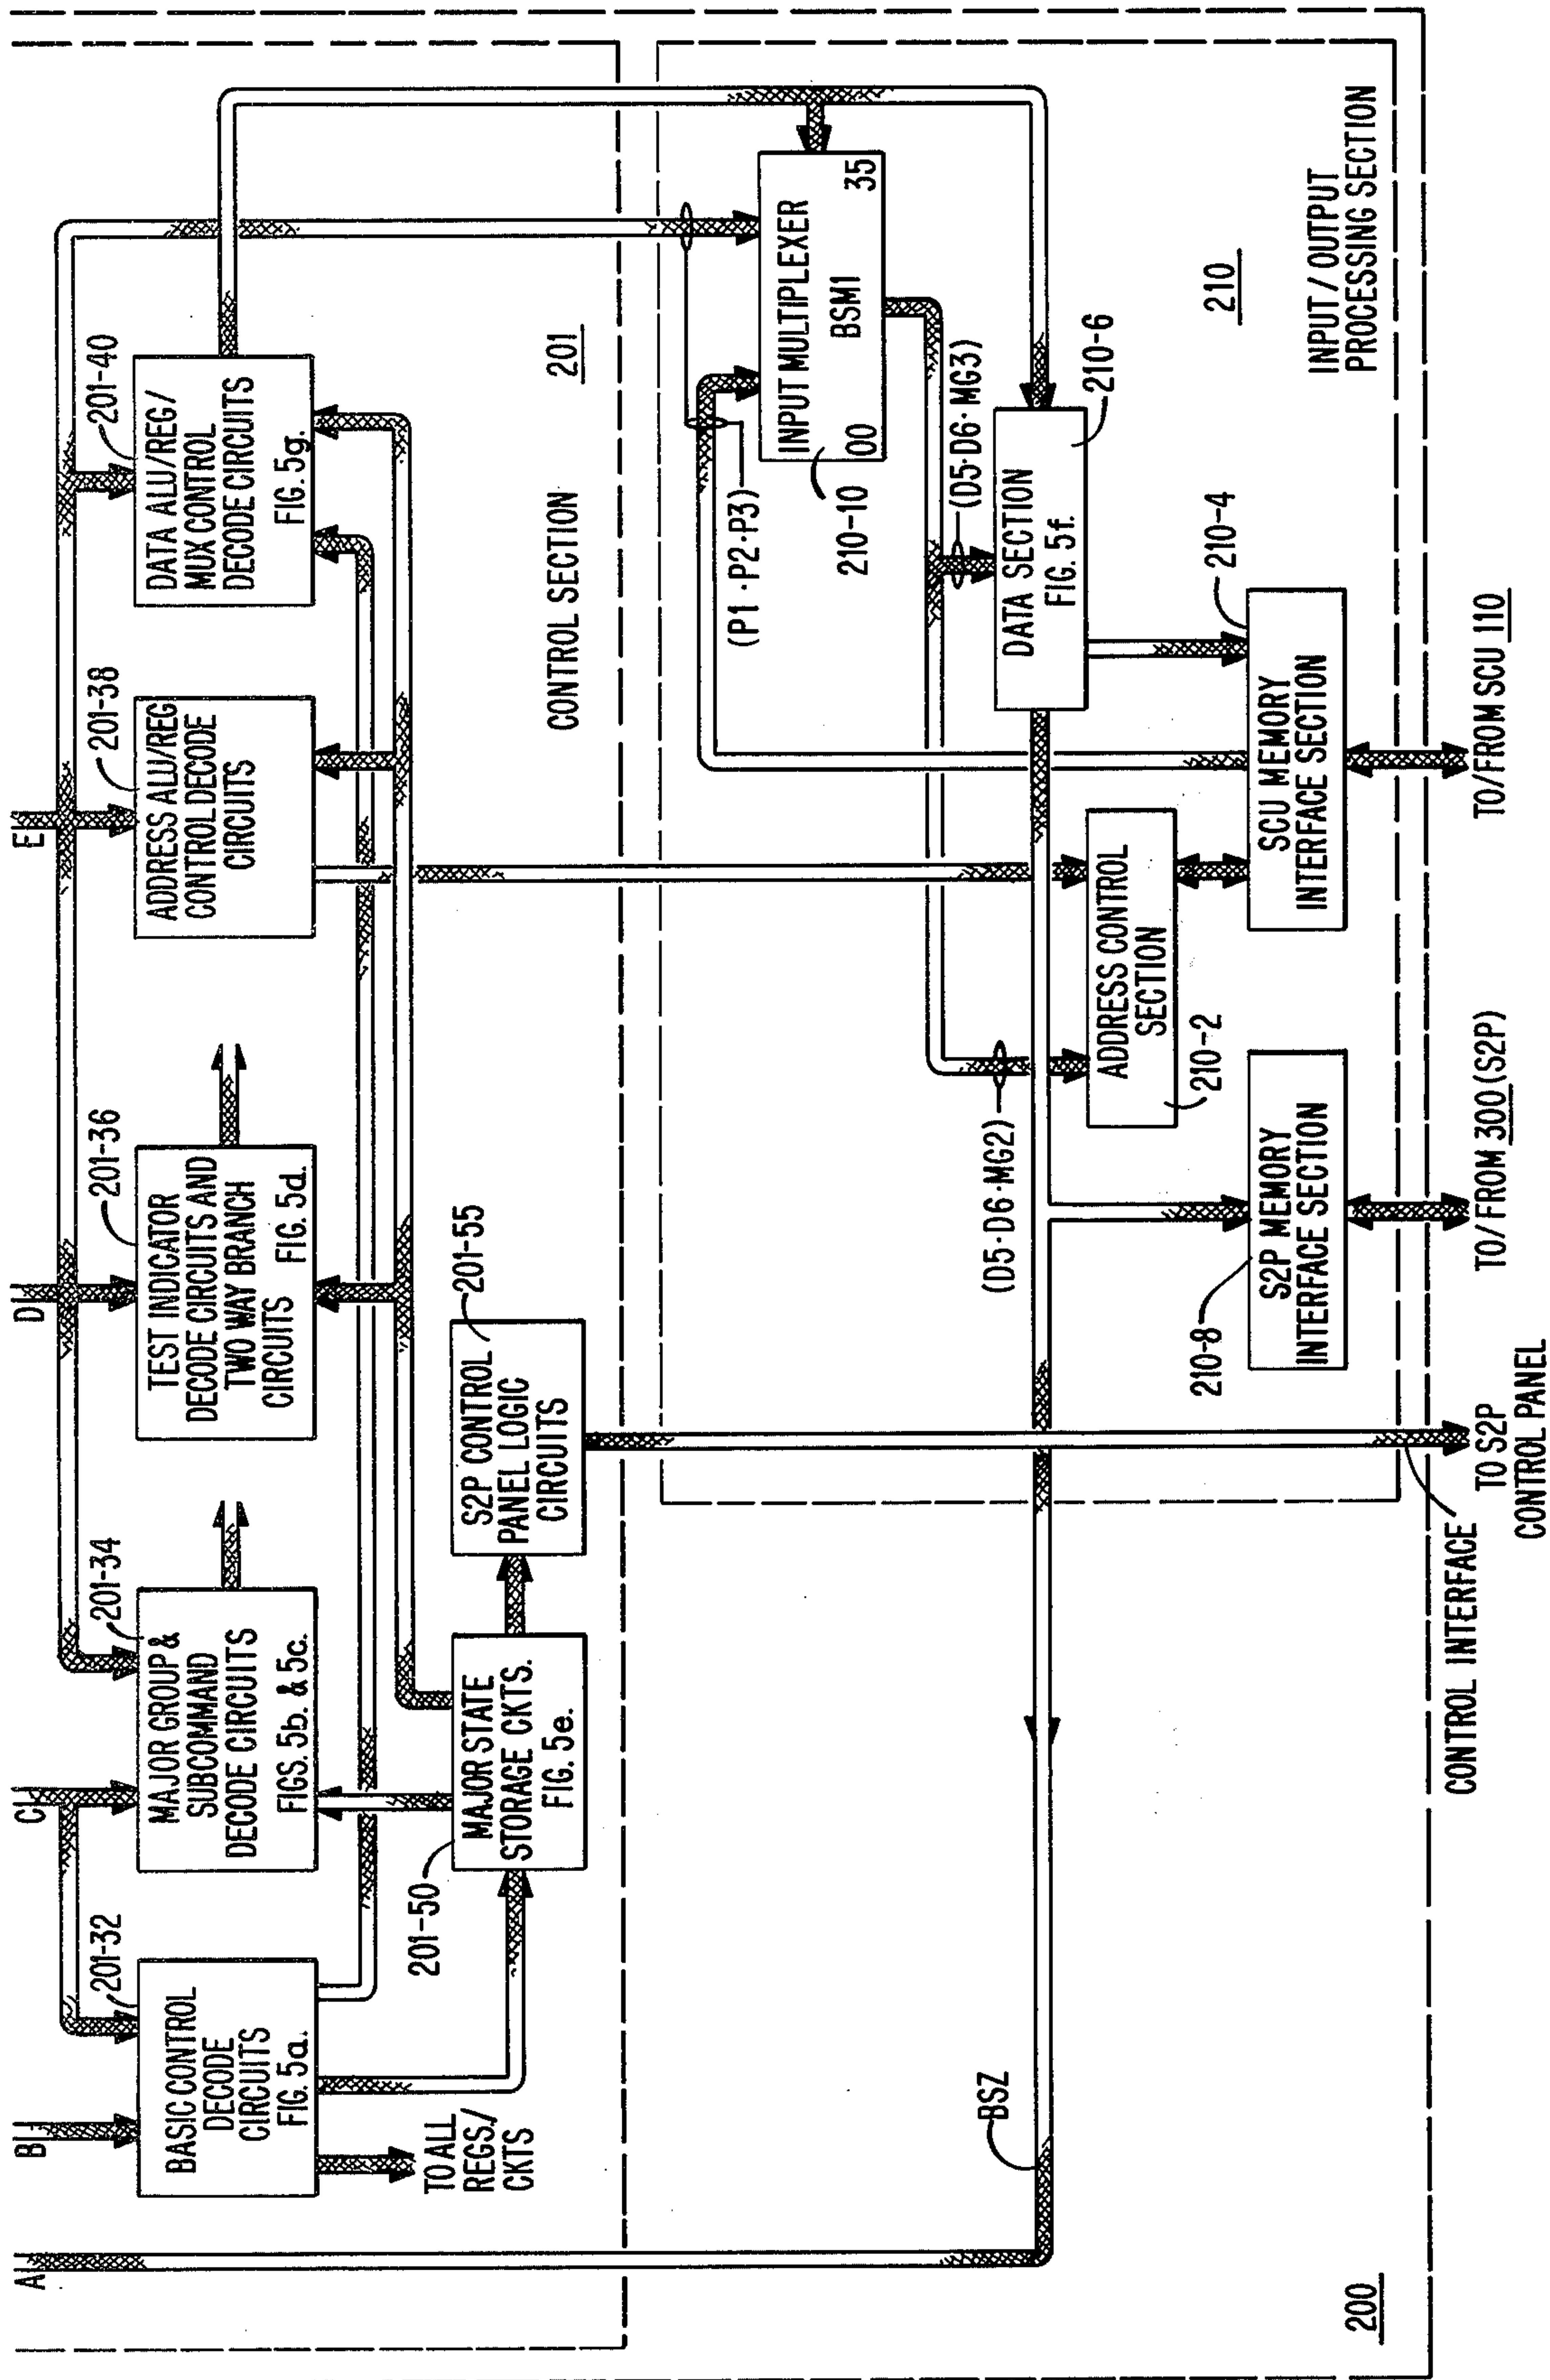 A
B
C
D
E
201-32
BASIC CONTROL
DECODE
CIRCUITS
FIG. 5a.
TO ALL
REGS./
CKTS
201-34
MAJOR GROUP &
SUBCOMMAND
DECODE CIRCUITS
FIGS. 5b. & 5c.
201-36
TEST INDICATOR
DECODE CIRCUITS AND
TWO WAY BRANCH
CIRCUITS FIG. 5d.
201-38
ADDRESS ALU/REG
CONTROL DECODE
CIRCUITS
201-40
DATA ALU/REG/
MUX CONTROL
DECODE CIRCUITS
FIG. 5g.
201-50
MAJOR STATE
STORAGE CKTS.
FIG. 5e.
201-55
S2P CONTROL
PANEL LOGIC
CIRCUITS
CONTROL SECTION
201
(P1·P2·P3)
INPUT MULTIPLEXER
BSM1
00
35
210-10
(D5·D6·MG3)
DATA SECTION
FIG. 5f.
210-6
(D5·D6·MG2)
ADDRESS CONTROL
SECTION
210-2
210-4
SCU MEMORY
INTERFACE SECTION
210-8
S2P MEMORY
INTERFACE SECTION
210
INPUT/OUTPUT
PROCESSING SECTION
BSZ
200
CONTROL INTERFACE
TO S2P
CONTROL PANEL
TO/FROM 300 (S2P)
TO/FROM SCU 110